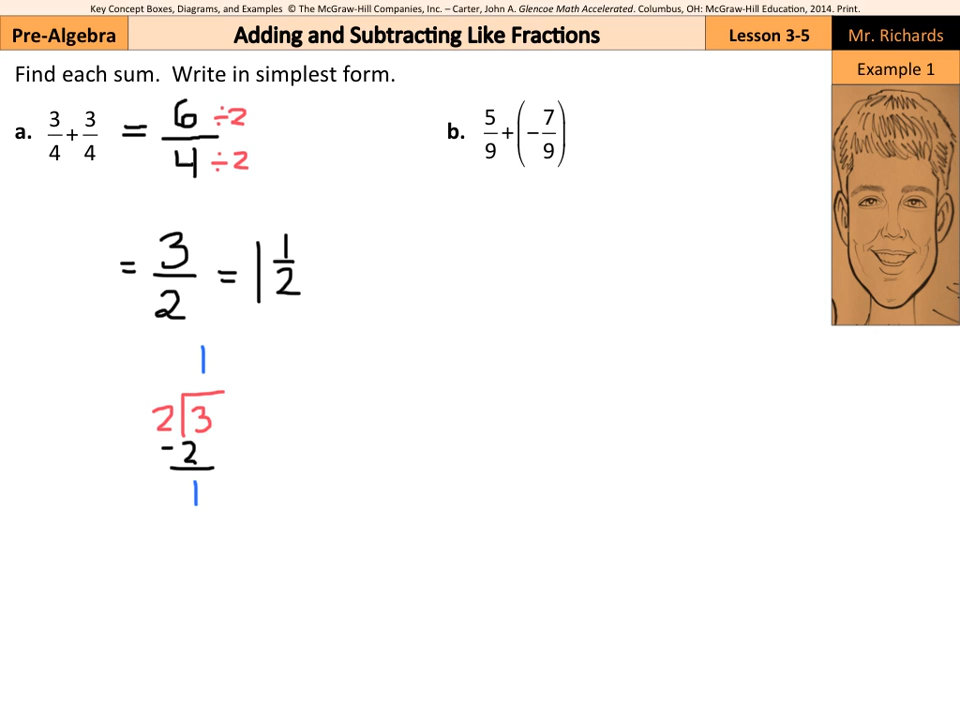 Key Concept Boxes, Diagrams, and Examples © The McGraw-Hill Companies, Inc. – Carter, John A. Glencoe Math Accelerated. Columbus, OH: McGraw-Hill Education, 2014. Print.
Pre-Algebra Adding and Subtracting Like Fractions Lesson 3-5 Mr. Richards
Example 1
Find each sum. Write in simplest form.
a. 3/4 + 3/4 = 6 ÷2 / 4 ÷2
b. 5/9 + (−7/9)
= 3/2 = 1 1/2
1
2)3
-2
1